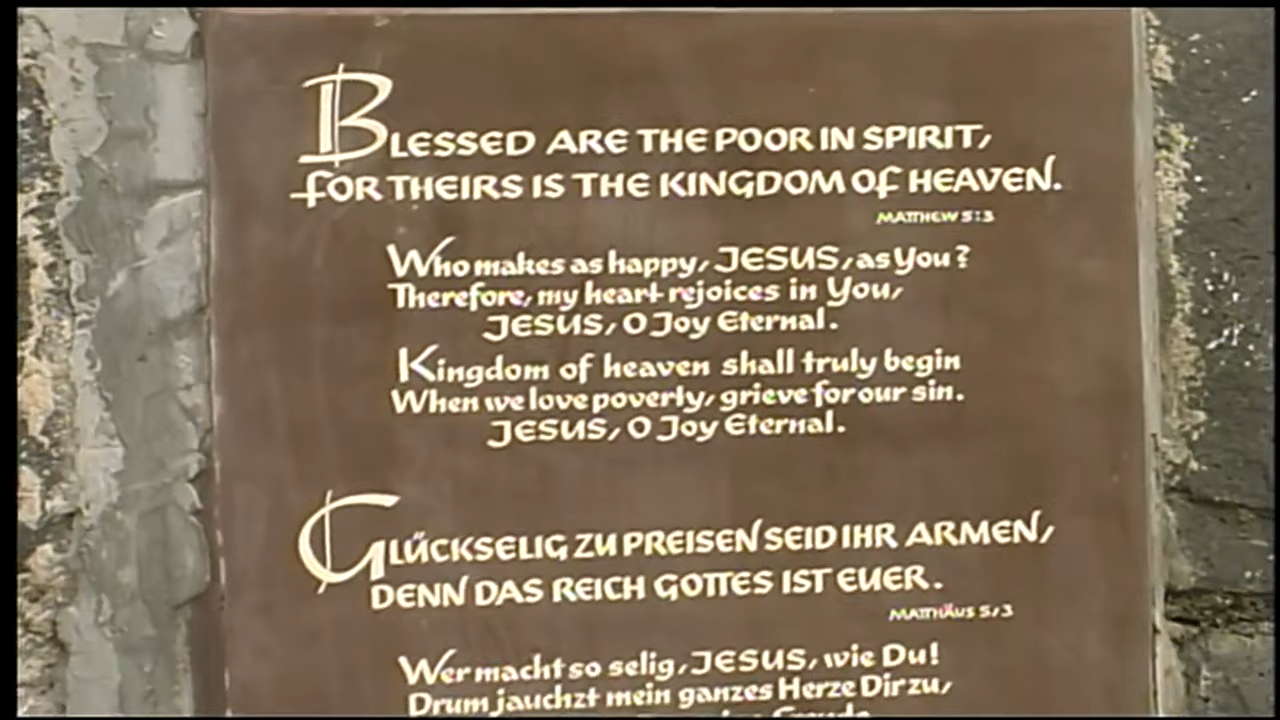 BLESSED ARE THE POOR IN SPIRIT,
FOR THEIRS IS THE KINGDOM OF HEAVEN.
MATTHEW 5:3
Who makes as happy, JESUS, as You?
Therefore, my heart rejoices in You,
JESUS, O Joy Eternal.
Kingdom of heaven shall truly begin
When we love poverty, grieve for our sin.
JESUS, O Joy Eternal.
GLÜCKSELIG ZU PREISEN SEID IHR ARMEN,
DENN DAS REICH GOTTES IST EUER.
MATTHÄUS 5,3
Wer macht so selig, JESUS, wie Du!
Drum jauchzt mein ganzes Herze Dir zu,